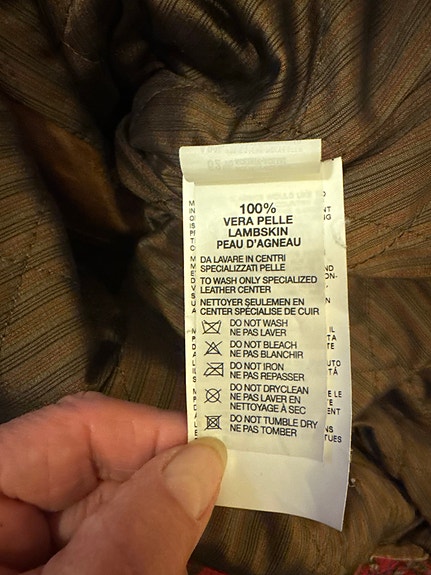 100%
VERA PELLE
LAMBSKIN
PEAU D'AGNEAU
DA LAVARE IN CENTRI
SPECIALIZZATI PELLE
TO WASH ONLY SPECIALIZED
LEATHER CENTER
NETTOYER SEULEMEN EN
CENTER SPÈCIALISE DE CUIR
DO NOT WASH
NE PAS LAVER
DO NOT BLEACH
NE PAS BLANCHIR
DO NOT IRON
NE PAS REPASSER
DO NOT DRYCLEAN
NE PAS LAVER EN
NETTOYAGE À SEC
DO NOT TUMBLE DRY
NE PAS TOMBER